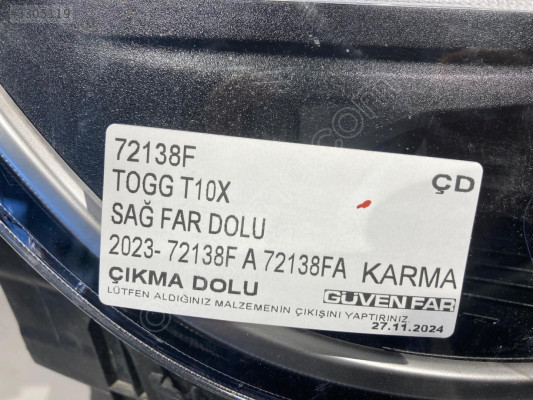 72138F
ÇD
TOGG T10X
SAĞ FAR DOLU
2023- 72138F A 72138FA KARMA
ÇIKMA DOLU GÜVEN FAR
LÜTFEN ALDIĞINIZ MALZEMENİN ÇIKIŞINI YAPTIRINIZ
27.11.2024